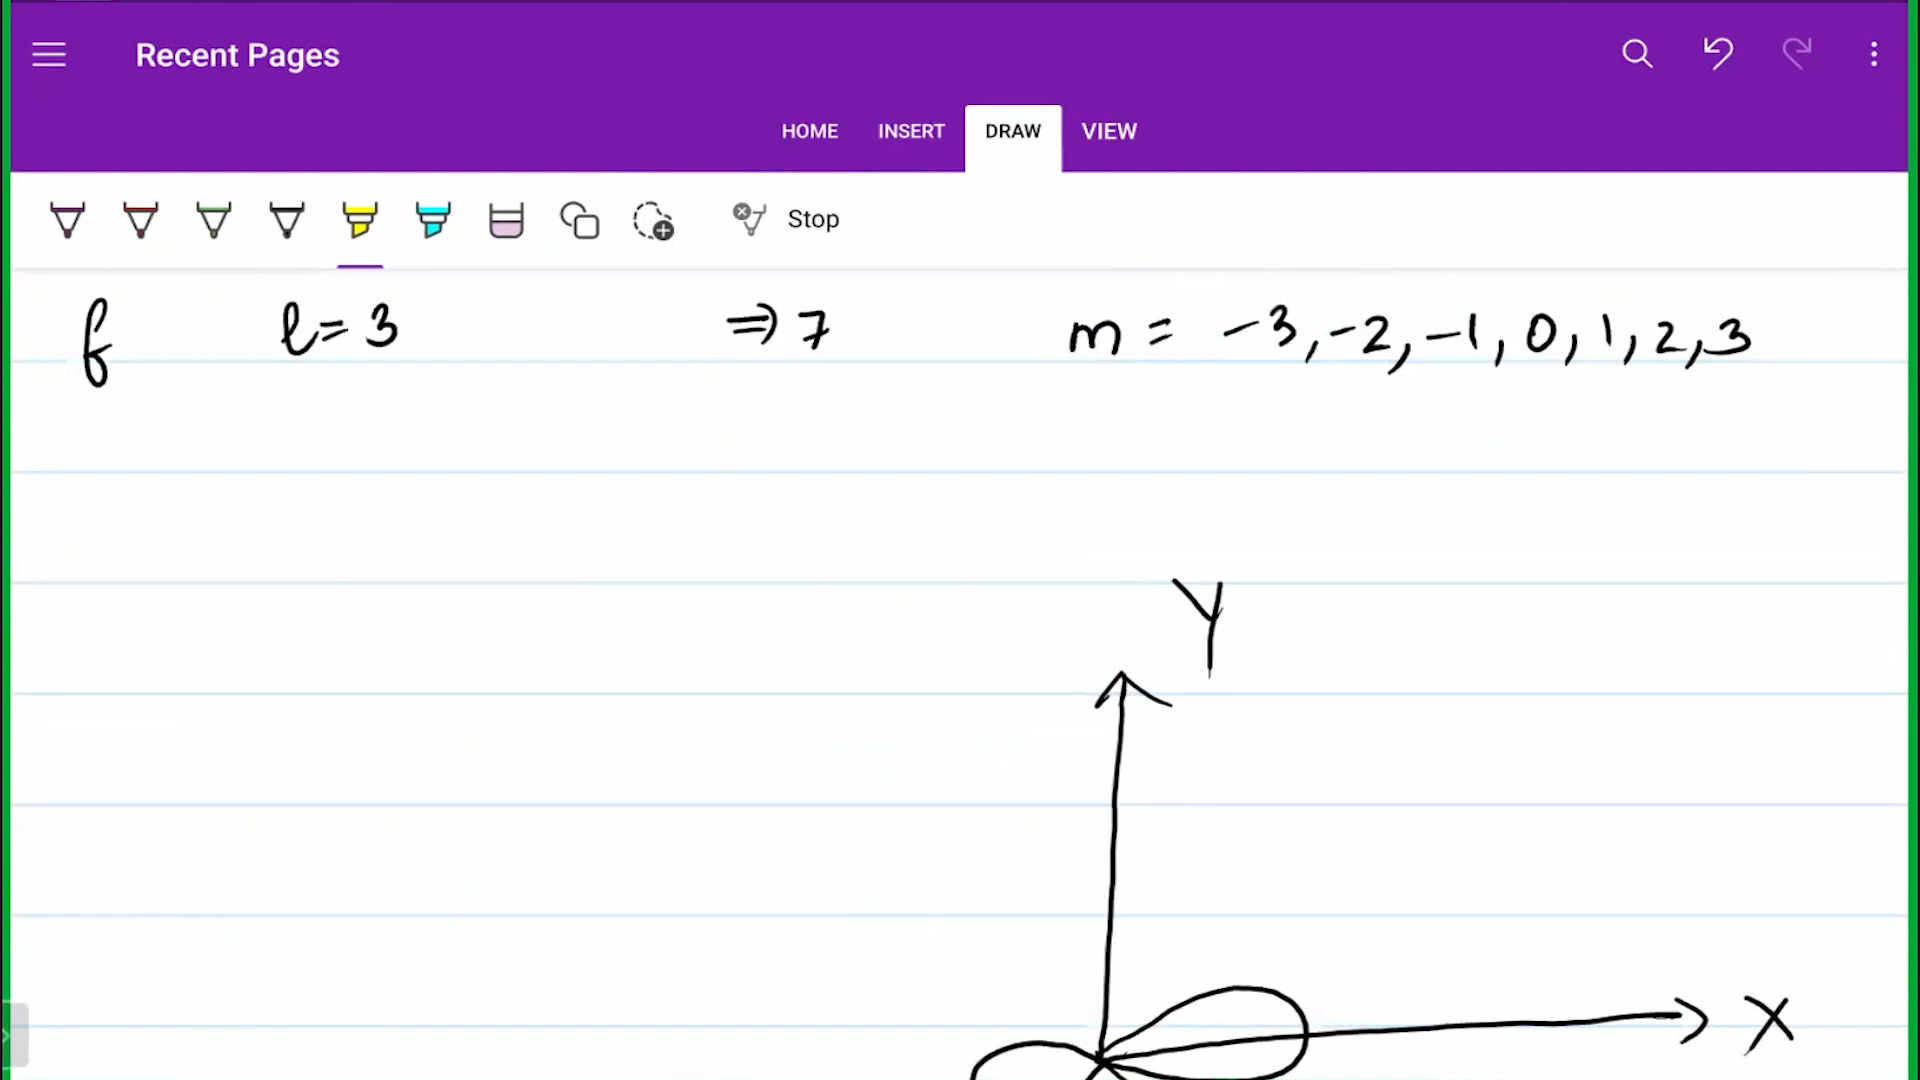 Recent Pages
HOME INSERT DRAW VIEW
Stop
f l = 3 ⇒ 7 m = -3, -2, -1, 0, 1, 2, 3
Y
X